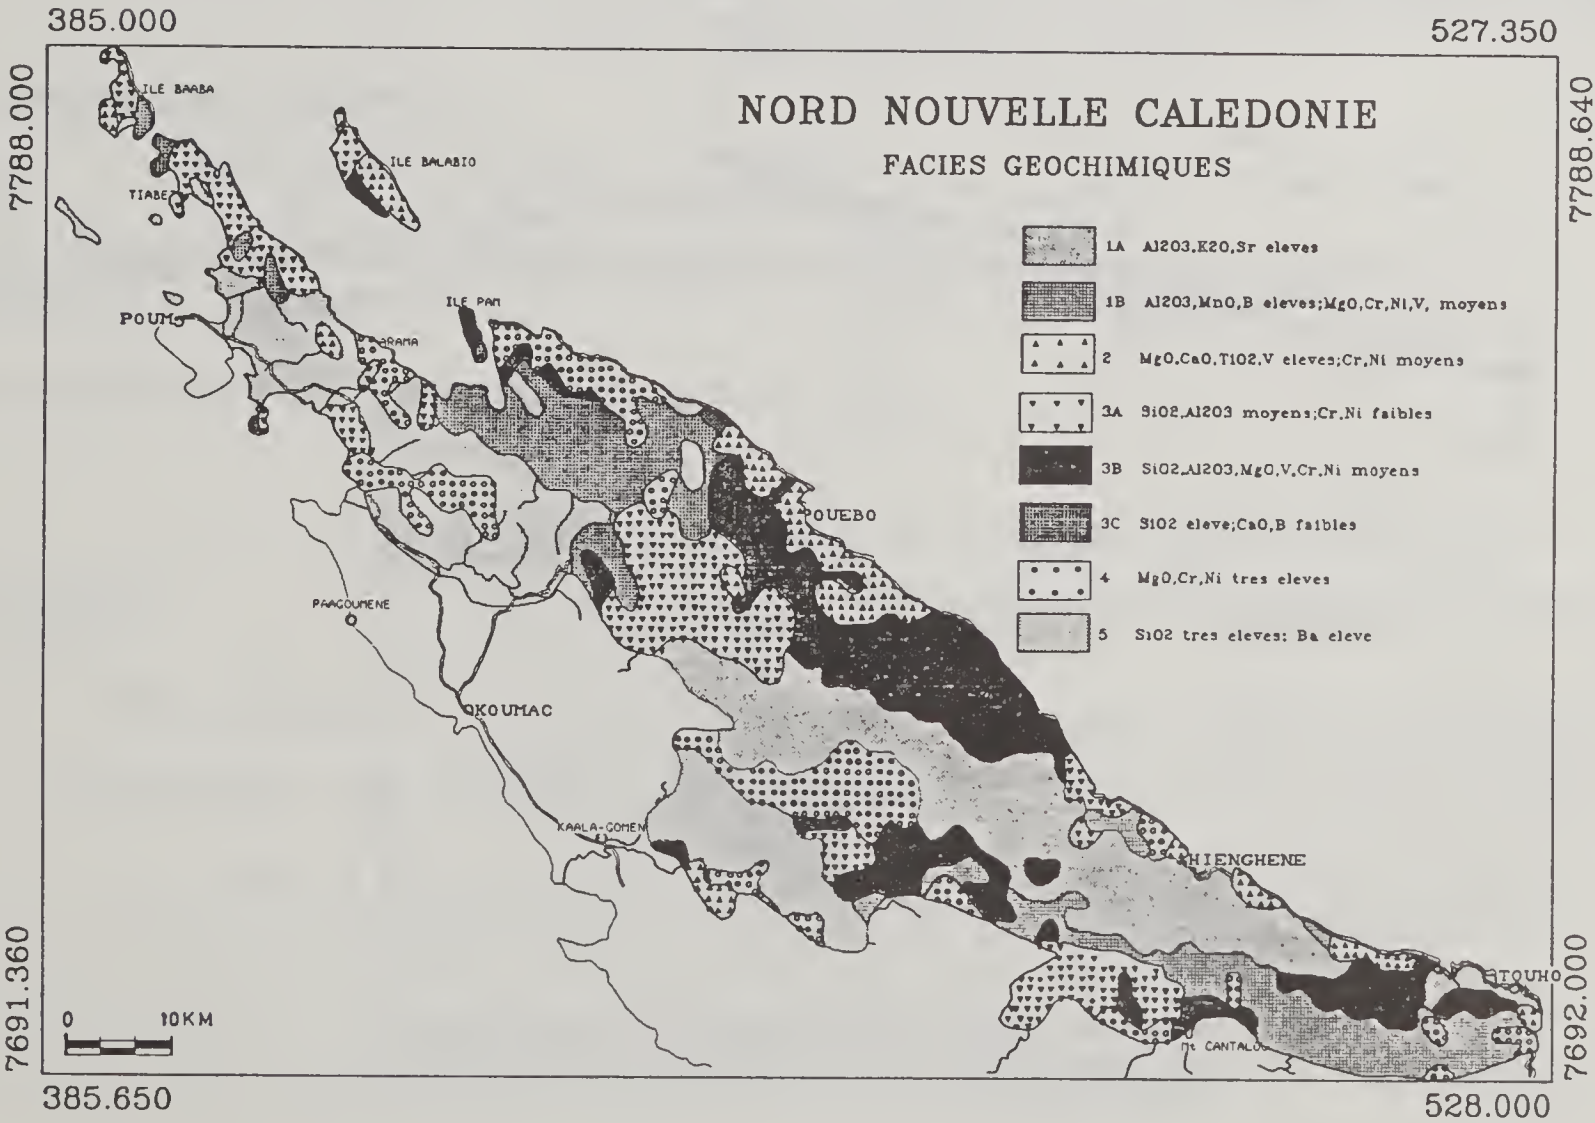 385.000
527.350
7788.000
7788.640
NORD NOUVELLE CALEDONIE
FACIES GEOCHIMIQUES
ILE BAABA
ILE BALABIO
TIABET
1A Al2O3,K2O,Sr eleves
1B Al2O3,MnO,B eleves;MgO,Cr,Ni,V, moyens
2 MgO,CaO,TiO2,V eleves;Cr,Ni moyens
3A SiO2,Al2O3 moyens;Cr,Ni faibles
3B SiO2,Al2O3,MgO,V,Cr,Ni moyens
3C SiO2 eleve;CaO,B faibles
4 MgO,Cr,Ni tres eleves
5 SiO2 tres eleves; Ba eleve
ILE PAM
POUM
ARAMA
POUEBO
PAAGOUMENE
KOUMAC
KAALA-GOMEN
HIENGHENE
TOUHO
Mt CANTALOU
0 10KM
7691.360
7692.000
385.650
528.000